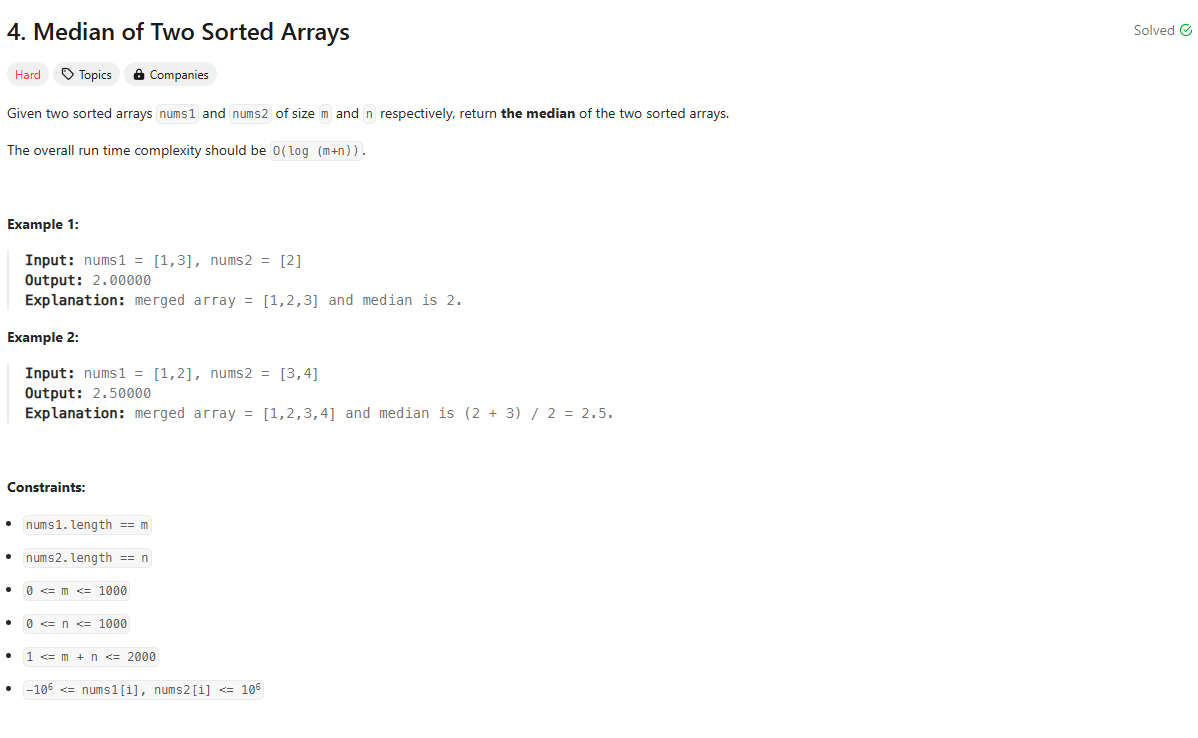 4. Median of Two Sorted Arrays
Solved
Hard Topics Companies
Given two sorted arrays nums1 and nums2 of size m and n respectively, return the median of the two sorted arrays.
The overall run time complexity should be O(log (m+n)).
Example 1:
Input: nums1 = [1,3], nums2 = [2]
Output: 2.00000
Explanation: merged array = [1,2,3] and median is 2.
Example 2:
Input: nums1 = [1,2], nums2 = [3,4]
Output: 2.50000
Explanation: merged array = [1,2,3,4] and median is (2 + 3) / 2 = 2.5.
Constraints:
• nums1.length == m
• nums2.length == n
• 0 <= m <= 1000
• 0 <= n <= 1000
• 1 <= m + n <= 2000
• -10⁶ <= nums1[i], nums2[i] <= 10⁶